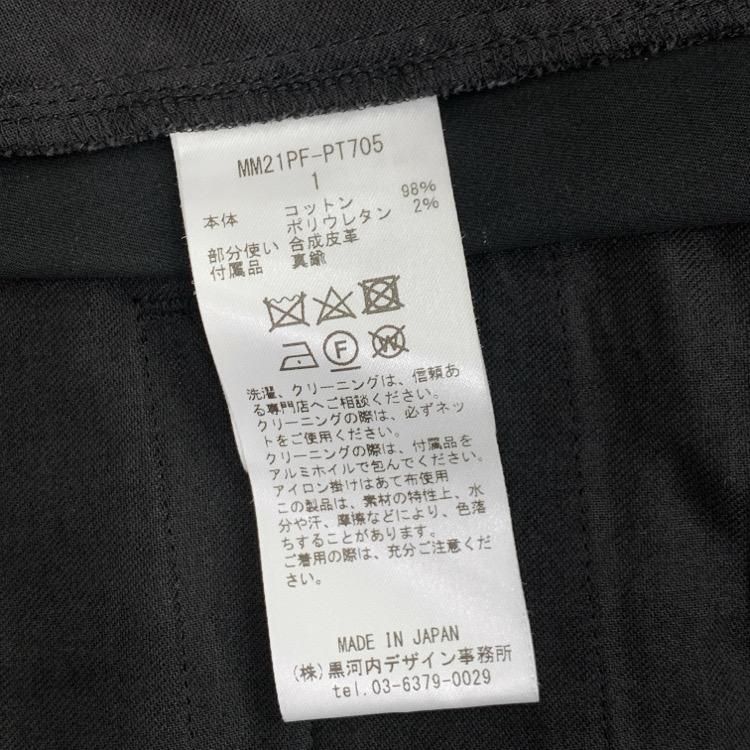 MM21PF-PT705
1
本体 コットン 98%
ポリウレタン 2%
部分使い 合成皮革
付属品 真鍮
F
W
洗濯、クリーニングは、信頼あ
る専門店へご相談ください。
クリーニングの際は、必ずネッ
トをご使用ください。
クリーニングの際は、付属品を
アルミホイルで包んでください。
アイロン掛けはあて布使用
この製品は、素材の特性上、水
分や汗、摩擦などにより、色落
ちすることがあります。
ご着用の際は、充分ご注意くださ
い。
MADE IN JAPAN
(株)黒河内デザイン事務所
tel.03-6379-0029